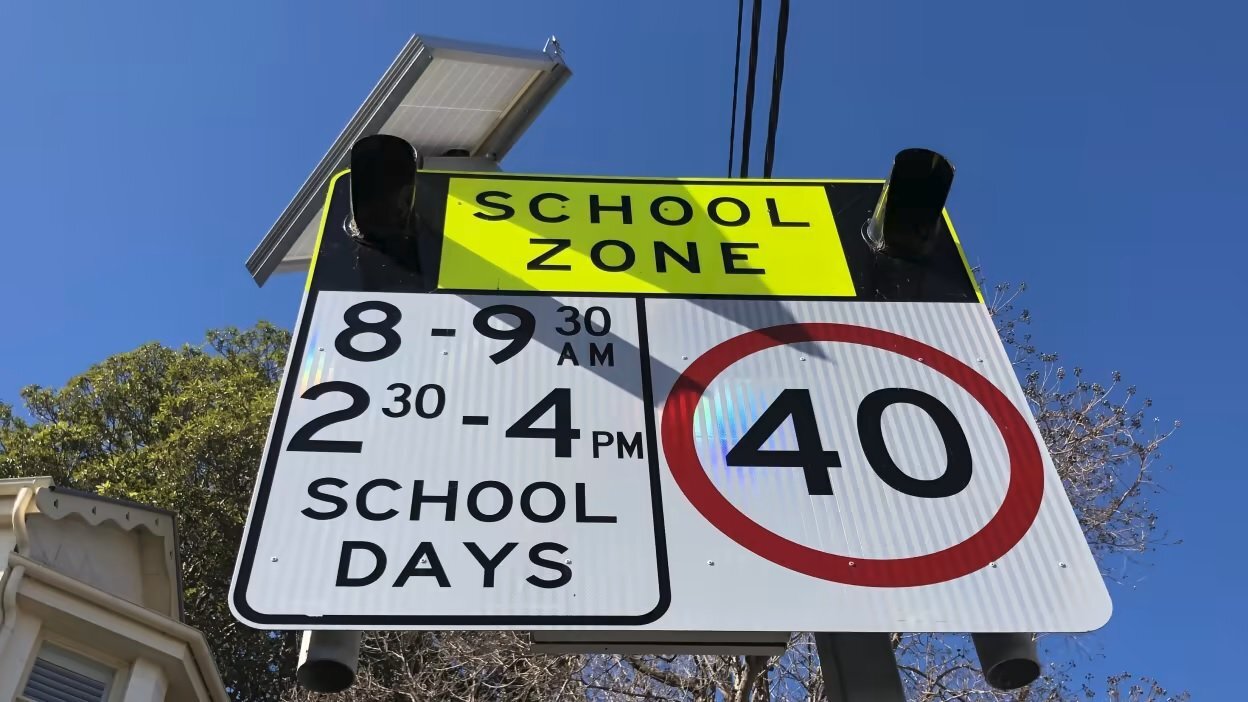 SCHOOL
ZONE
8-9 30 AM
2 30 -4 PM
SCHOOL
DAYS
40